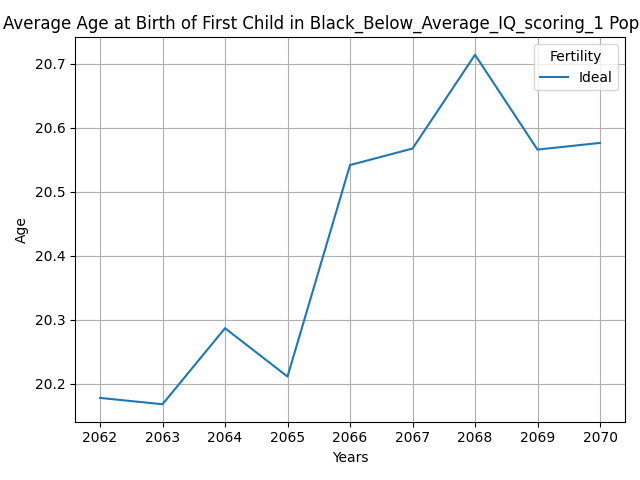 Average Age at Birth of First Child in Black_Below_Average_IQ_scoring_1 Pop
Fertility
Ideal
20.7
20.6
20.5
20.4
20.3
20.2
Age
2062 2063 2064 2065 2066 2067 2068 2069 2070
Years